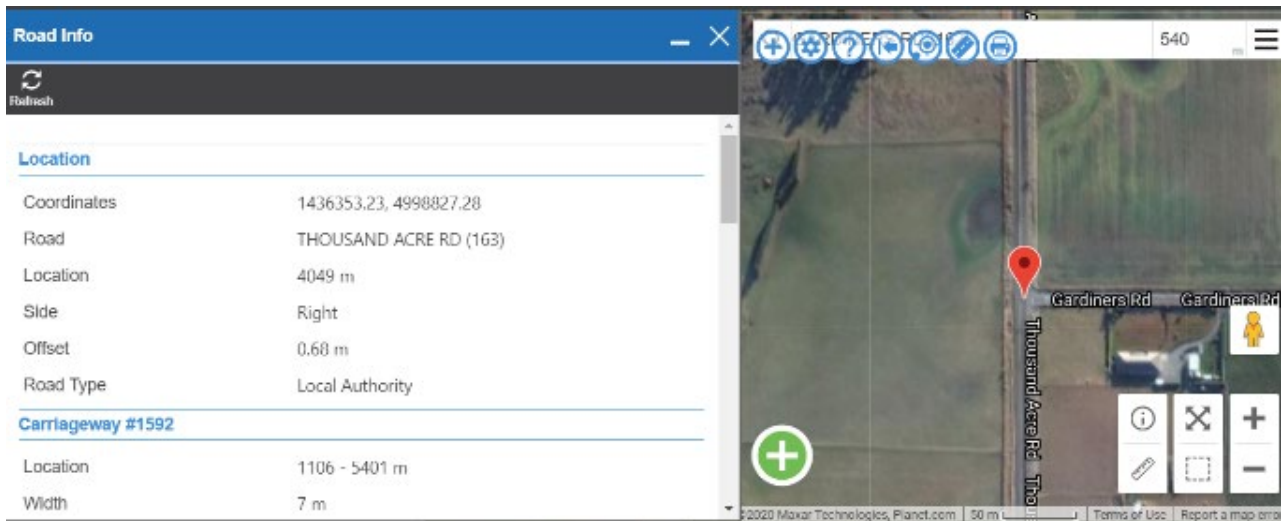 Road Info
Refresh
Location
Coordinates 1436353.23, 4998827.28
Road THOUSAND ACRE RD (163)
Location 4049 m
Side Right
Offset 0.68 m
Road Type Local Authority
Carriageway #1592
Location 1106 - 5401 m
Width 7 m
540
m
Gardiners Rd Gardiners Rd
Thousand Acre Rd Thou
©2020 Maxar Technologies, Planet.com 50 m Terms of Use Report a map error